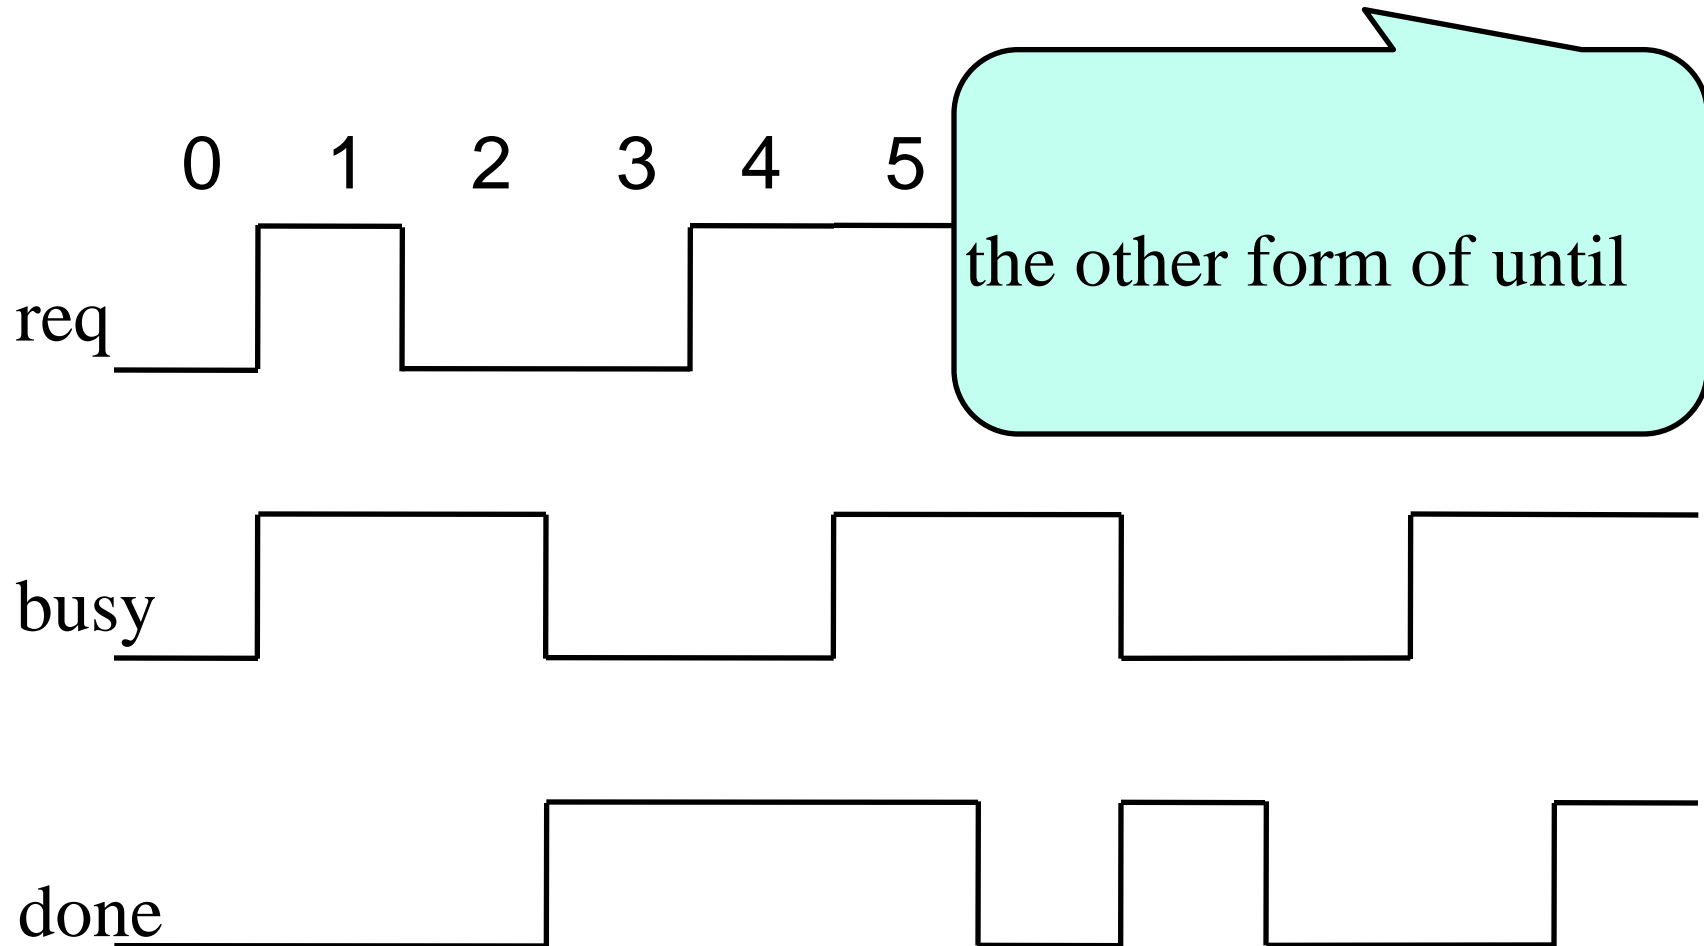 0 1 2 3 4 5
the other form of until
req
busy
done